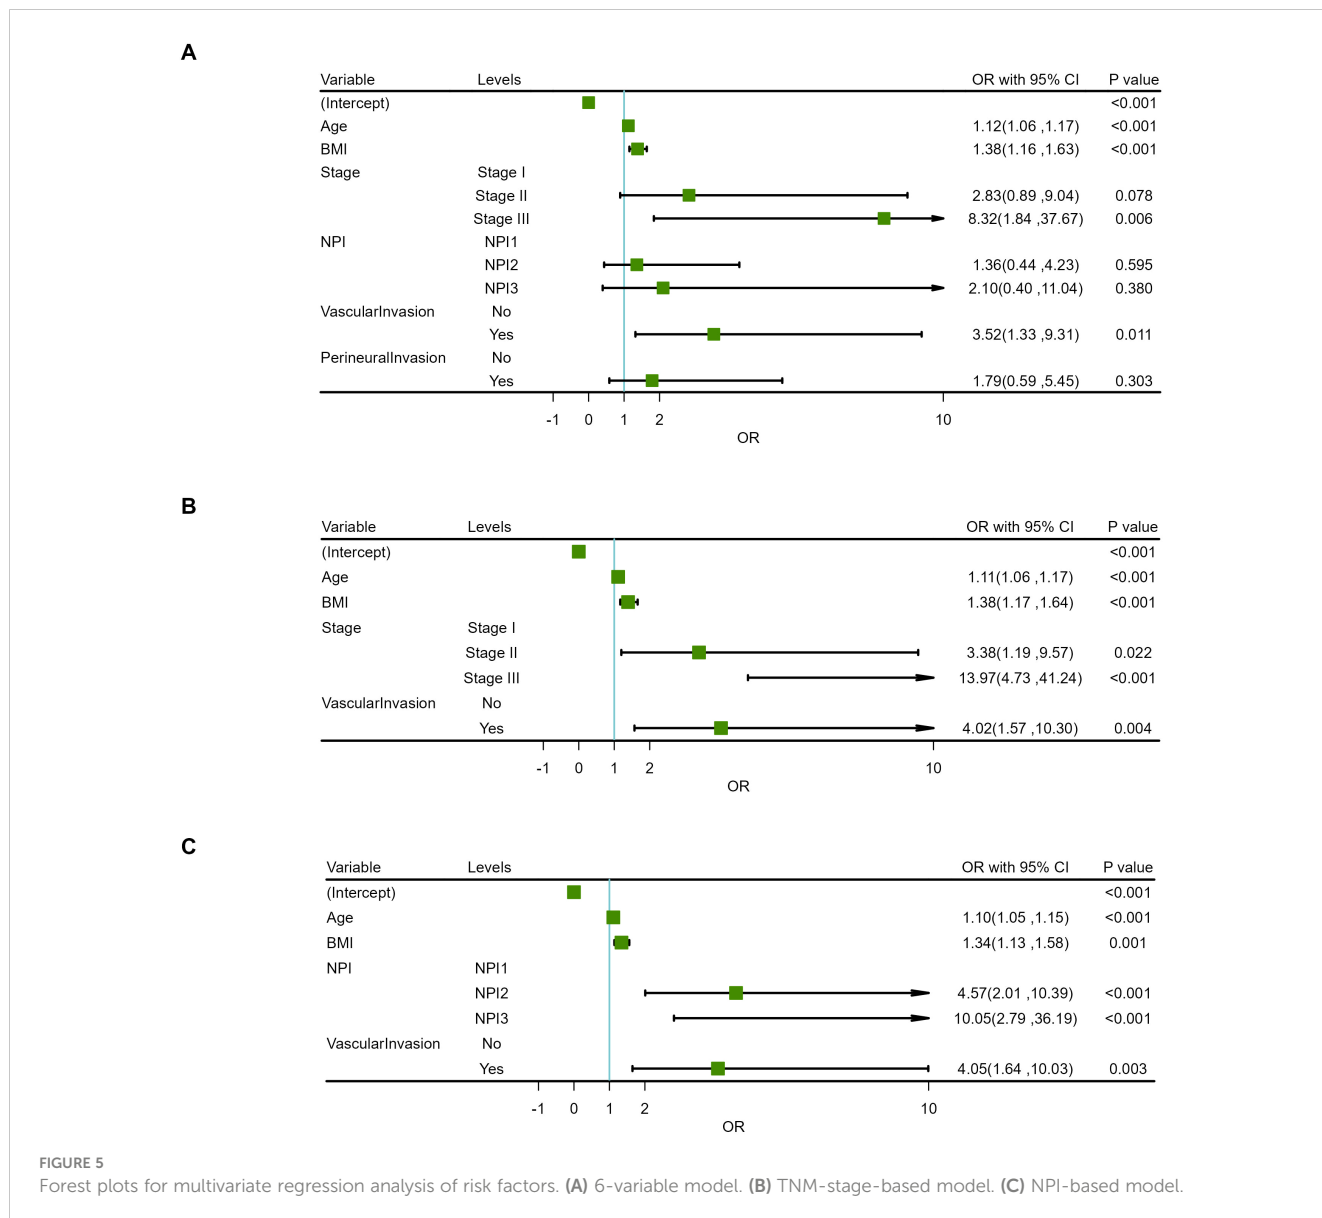 A
Variable Levels OR with 95% CI P value
(Intercept) <0.001
Age 1.12(1.06 ,1.17) <0.001
BMI 1.38(1.16 ,1.63) <0.001
Stage Stage I
Stage II 2.83(0.89 ,9.04) 0.078
Stage III 8.32(1.84 ,37.67) 0.006
NPI NPI1
NPI2 1.36(0.44 ,4.23) 0.595
NPI3 2.10(0.40 ,11.04) 0.380
VascularInvasion No
Yes 3.52(1.33 ,9.31) 0.011
PerineuralInvasion No
Yes 1.79(0.59 ,5.45) 0.303
-1 0 1 2 10
OR
B
Variable Levels OR with 95% CI P value
(Intercept) <0.001
Age 1.11(1.06 ,1.17) <0.001
BMI 1.38(1.17 ,1.64) <0.001
Stage Stage I
Stage II 3.38(1.19 ,9.57) 0.022
Stage III 13.97(4.73 ,41.24) <0.001
VascularInvasion No
Yes 4.02(1.57 ,10.30) 0.004
-1 0 1 2 10
OR
C
Variable Levels OR with 95% CI P value
(Intercept) <0.001
Age 1.10(1.05 ,1.15) <0.001
BMI 1.34(1.13 ,1.58) 0.001
NPI NPI1
NPI2 4.57(2.01 ,10.39) <0.001
NPI3 10.05(2.79 ,36.19) <0.001
VascularInvasion No
Yes 4.05(1.64 ,10.03) 0.003
-1 0 1 2 10
OR
FIGURE 5
Forest plots for multivariate regression analysis of risk factors. (A) 6-variable model. (B) TNM-stage-based model. (C) NPI-based model.